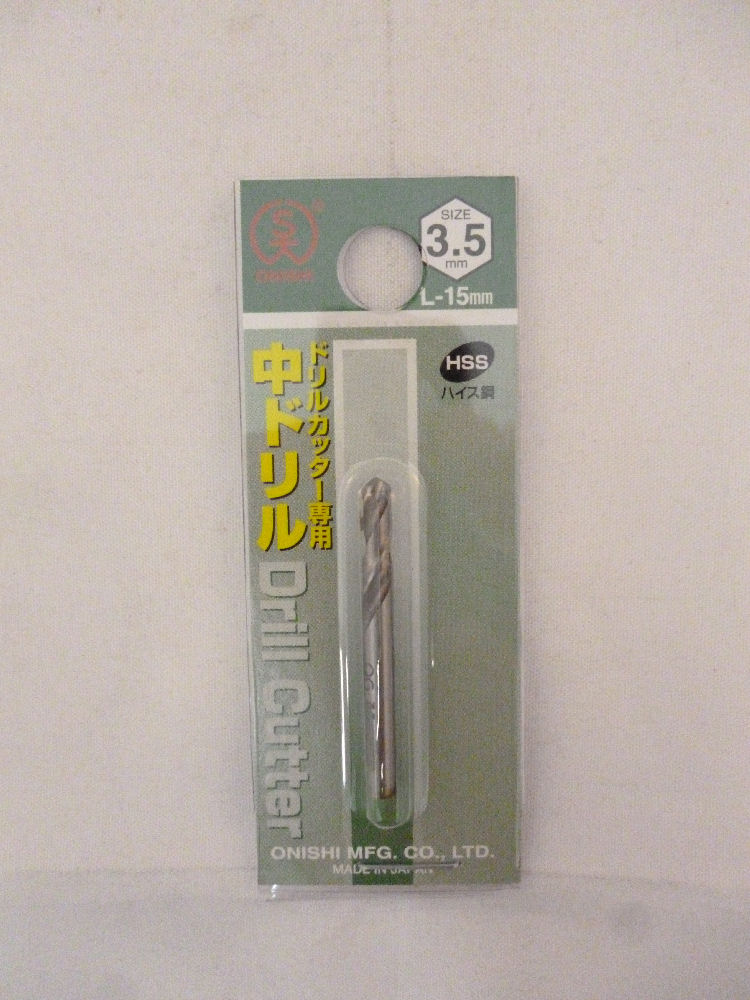 ONISHI
SIZE
3.5
mm
L-15mm
HSS
ハイス鋼
ドリルカッター専用
中ドリル
Drill Cutter
ONISHI MFG. CO., LTD.
MADE IN JAPAN